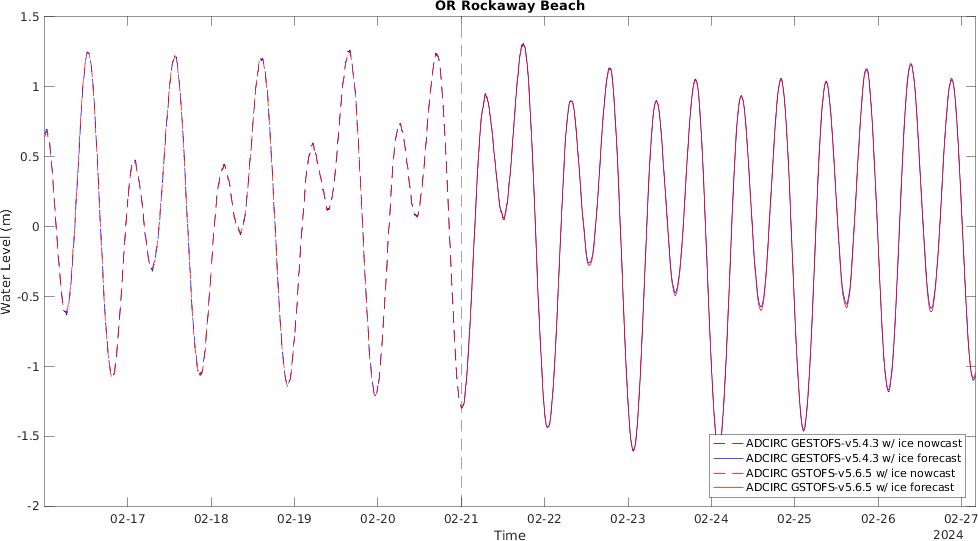 OR Rockaway Beach
1.5
1
0.5
0
-0.5
-1
-1.5
-2
Water Level (m)
ADCIRC GESTOFS-v5.4.3 w/ ice nowcast
ADCIRC GESTOFS-v5.4.3 w/ ice forecast
ADCIRC GSTOFS-v5.6.5 w/ ice nowcast
ADCIRC GSTOFS-v5.6.5 w/ ice forecast
02-17 02-18 02-19 02-20 02-21 02-22 02-23 02-24 02-25 02-26 02-27
Time
2024